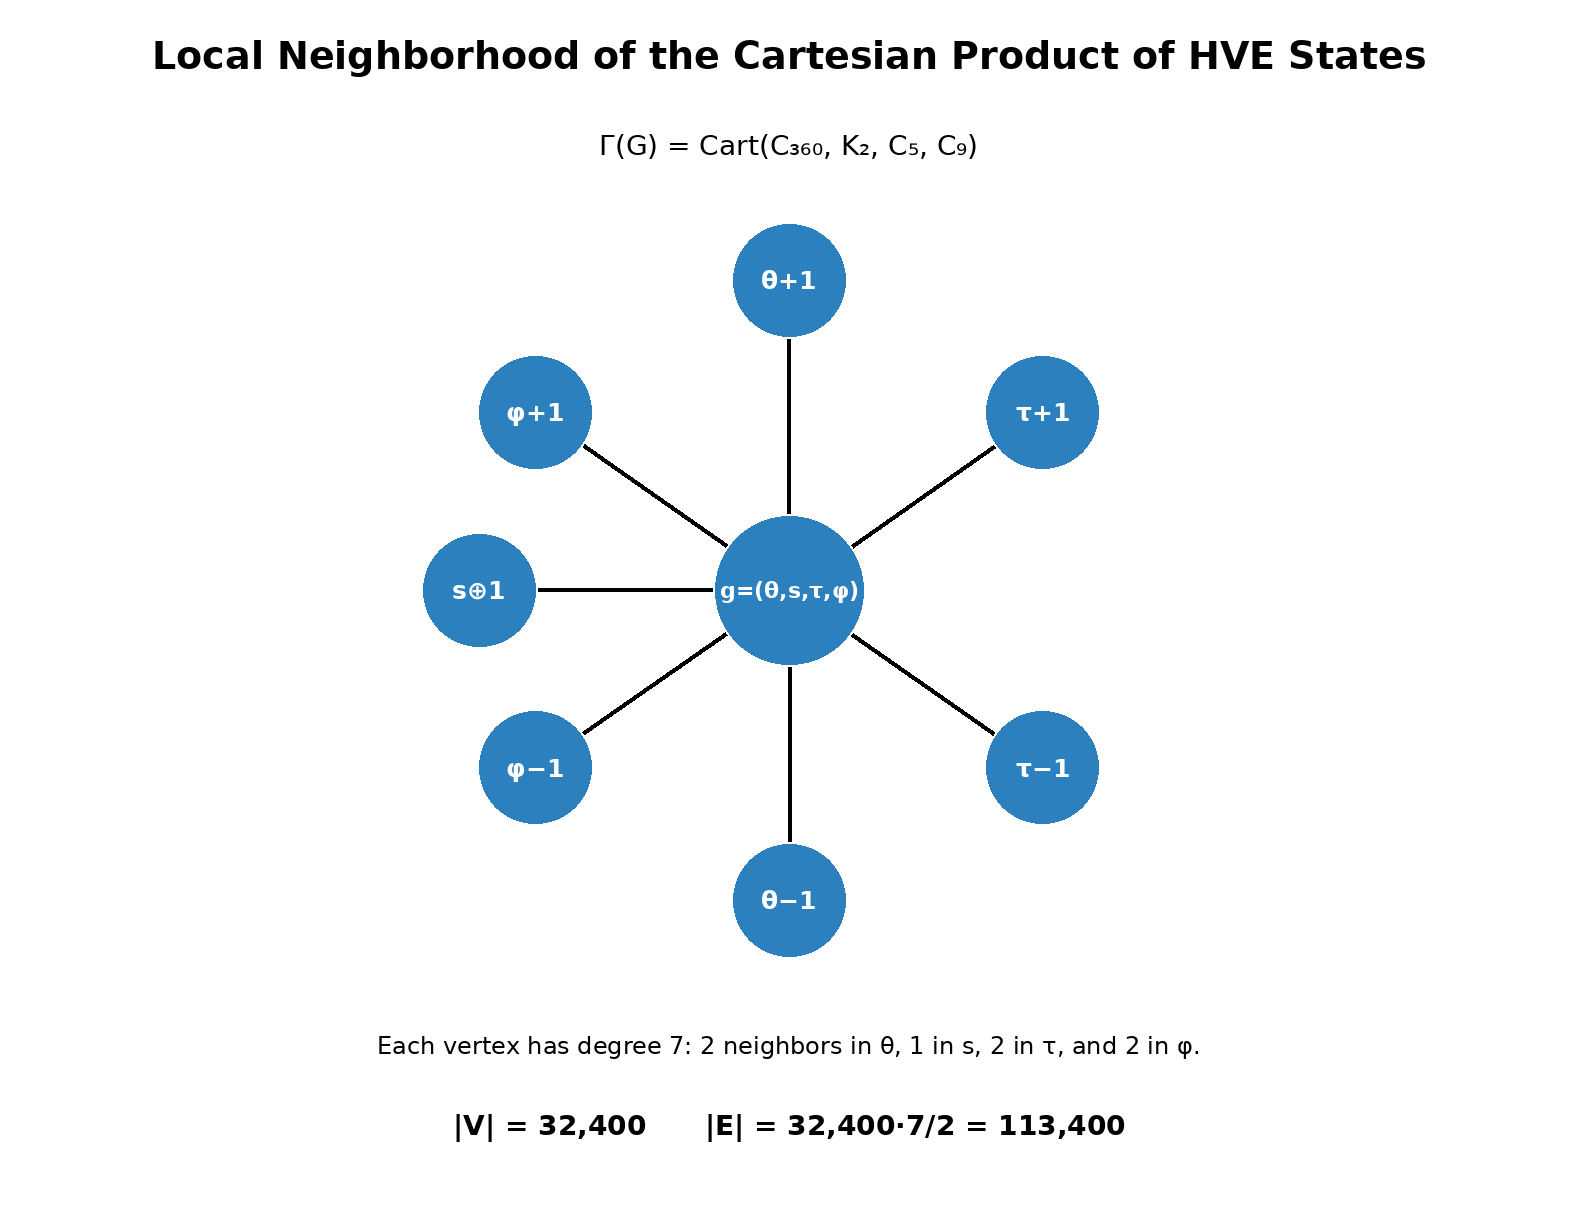 Local Neighborhood of the Cartesian Product of HVE States
Γ(G) = Cart(C₃₆₀, K₂, C₅, C₉)
θ+1
φ+1
τ+1
s⊕1
g=(θ,s,τ,φ)
φ−1
τ−1
θ−1
Each vertex has degree 7: 2 neighbors in θ, 1 in s, 2 in τ, and 2 in φ.
|V| = 32,400 |E| = 32,400·7/2 = 113,400